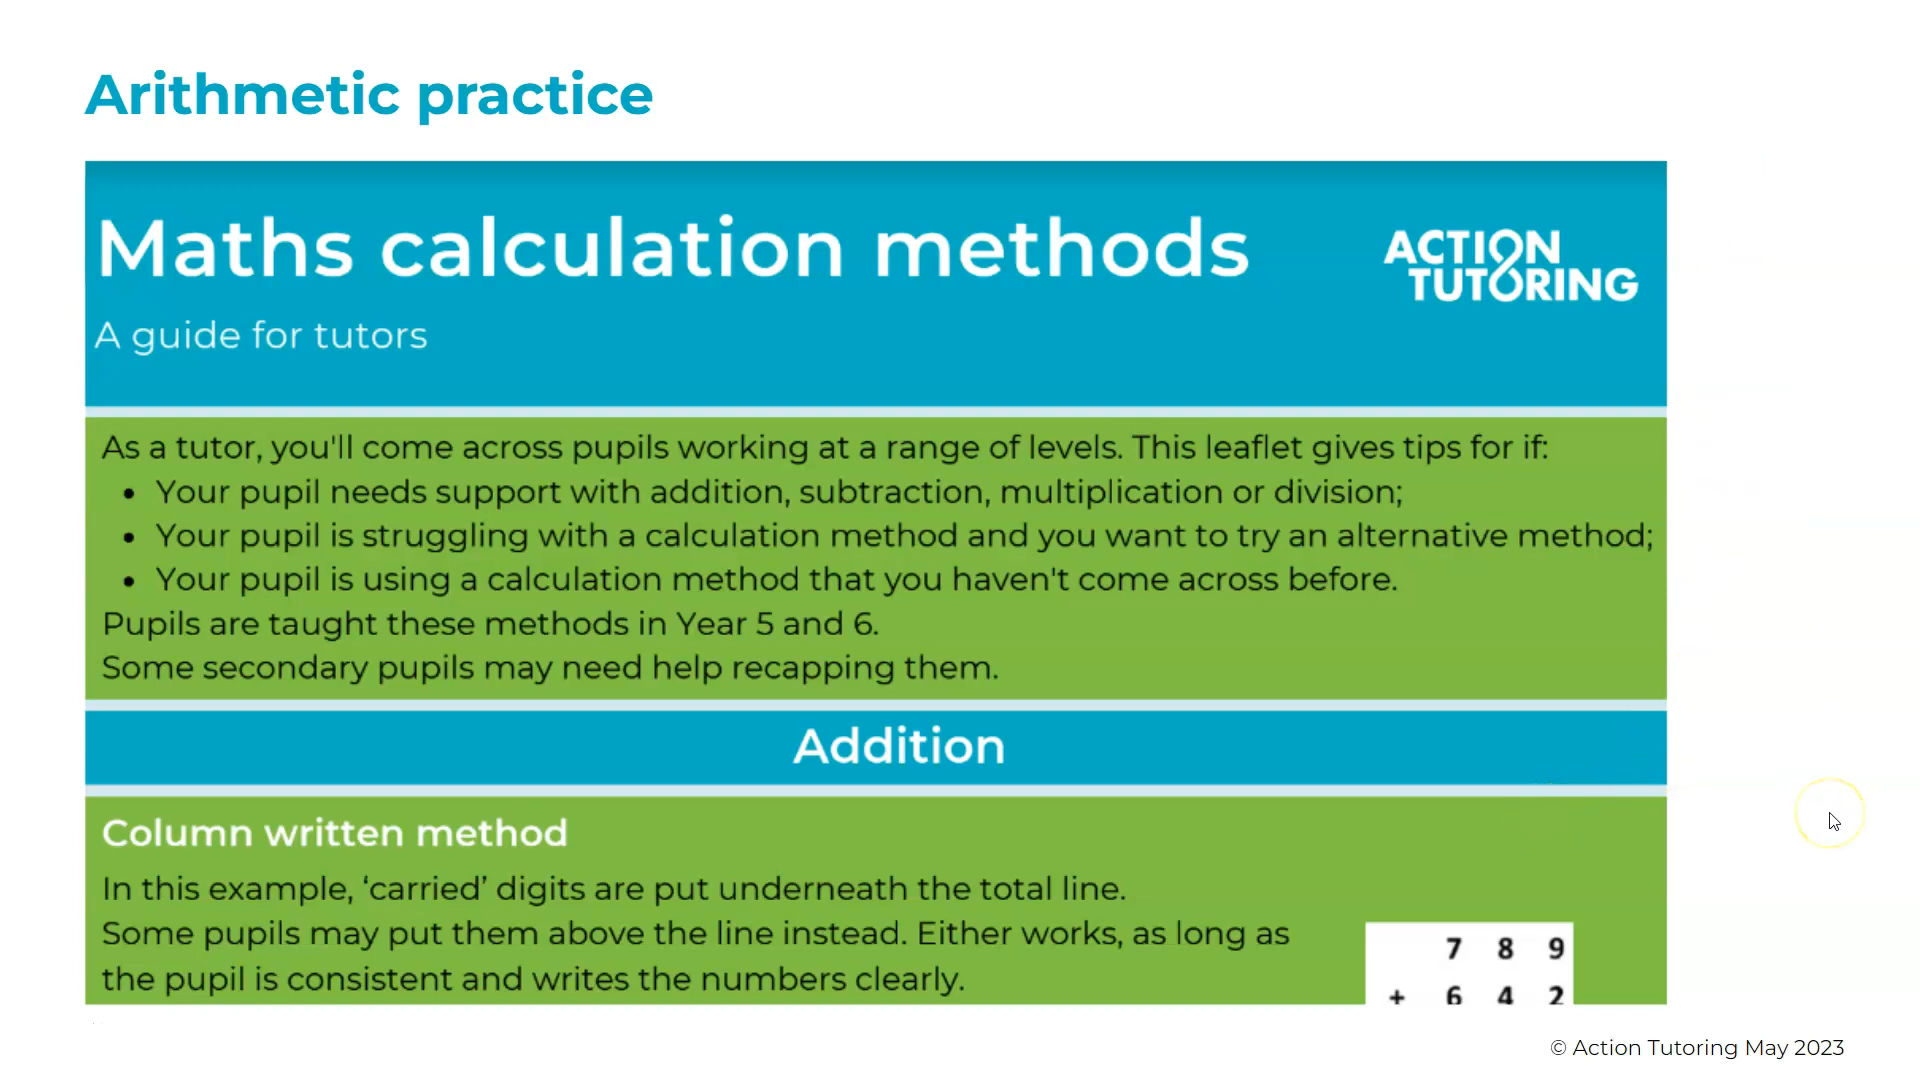 Arithmetic practice
Maths calculation methods
ACTION
TUTORING
A guide for tutors
As a tutor, you'll come across pupils working at a range of levels. This leaflet gives tips for if:
• Your pupil needs support with addition, subtraction, multiplication or division;
• Your pupil is struggling with a calculation method and you want to try an alternative method;
• Your pupil is using a calculation method that you haven't come across before.
Pupils are taught these methods in Year 5 and 6.
Some secondary pupils may need help recapping them.
Addition
Column written method
In this example, ‘carried’ digits are put underneath the total line.
Some pupils may put them above the line instead. Either works, as long as
the pupil is consistent and writes the numbers clearly.
7 8 9
+ 6 4 2
© Action Tutoring May 2023